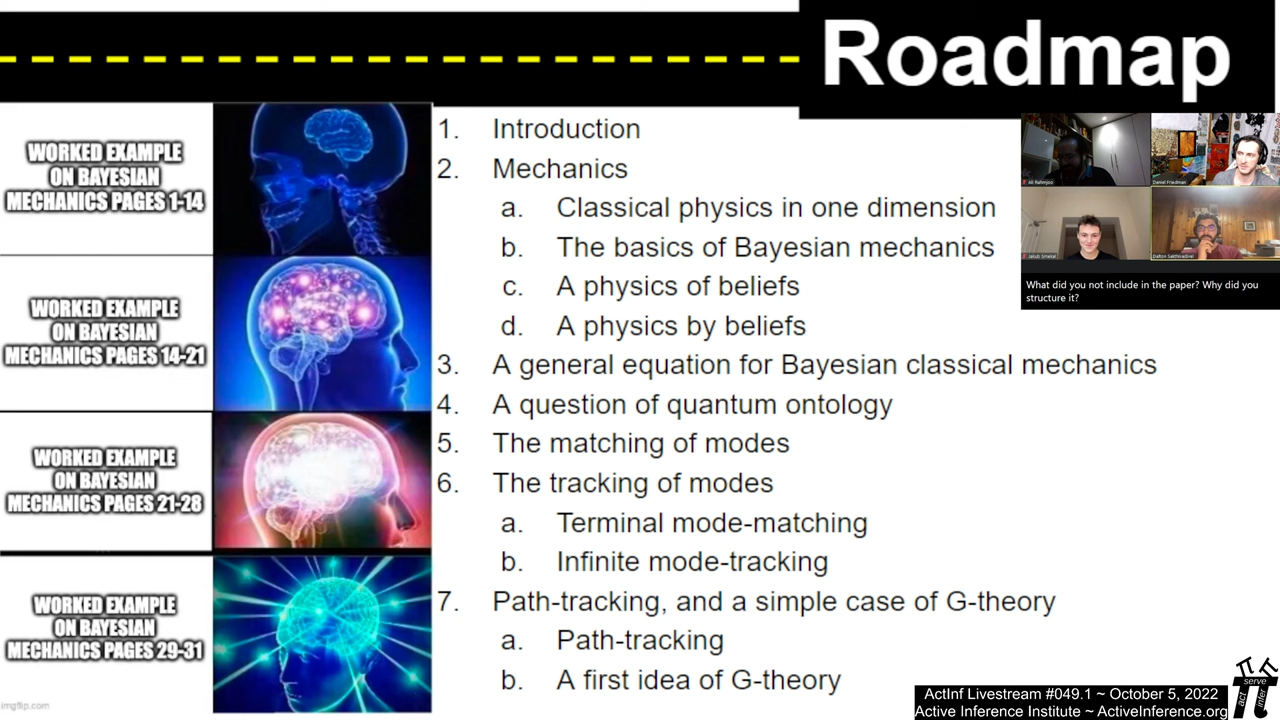 Roadmap
WORKED EXAMPLE
ON BAYESIAN
MECHANICS PAGES 1-14
WORKED EXAMPLE
ON BAYESIAN
MECHANICS PAGES 14-21
WORKED EXAMPLE
ON BAYESIAN
MECHANICS PAGES 21-28
WORKED EXAMPLE
ON BAYESIAN
MECHANICS PAGES 29-31
imgflip.com
1. Introduction
2. Mechanics
a. Classical physics in one dimension
b. The basics of Bayesian mechanics
c. A physics of beliefs
d. A physics by beliefs
3. A general equation for Bayesian classical mechanics
4. A question of quantum ontology
5. The matching of modes
6. The tracking of modes
a. Terminal mode-matching
b. Infinite mode-tracking
7. Path-tracking, and a simple case of G-theory
a. Path-tracking
b. A first idea of G-theory
Ali Rahmjoo
Daniel Friedman
Jakub Smekal
Dalton Sakthivadivel
What did you not include in the paper? Why did you
structure it?
serve
act
infer
ActInf Livestream #049.1 ~ October 5, 2022
Active Inference Institute ~ ActiveInference.org